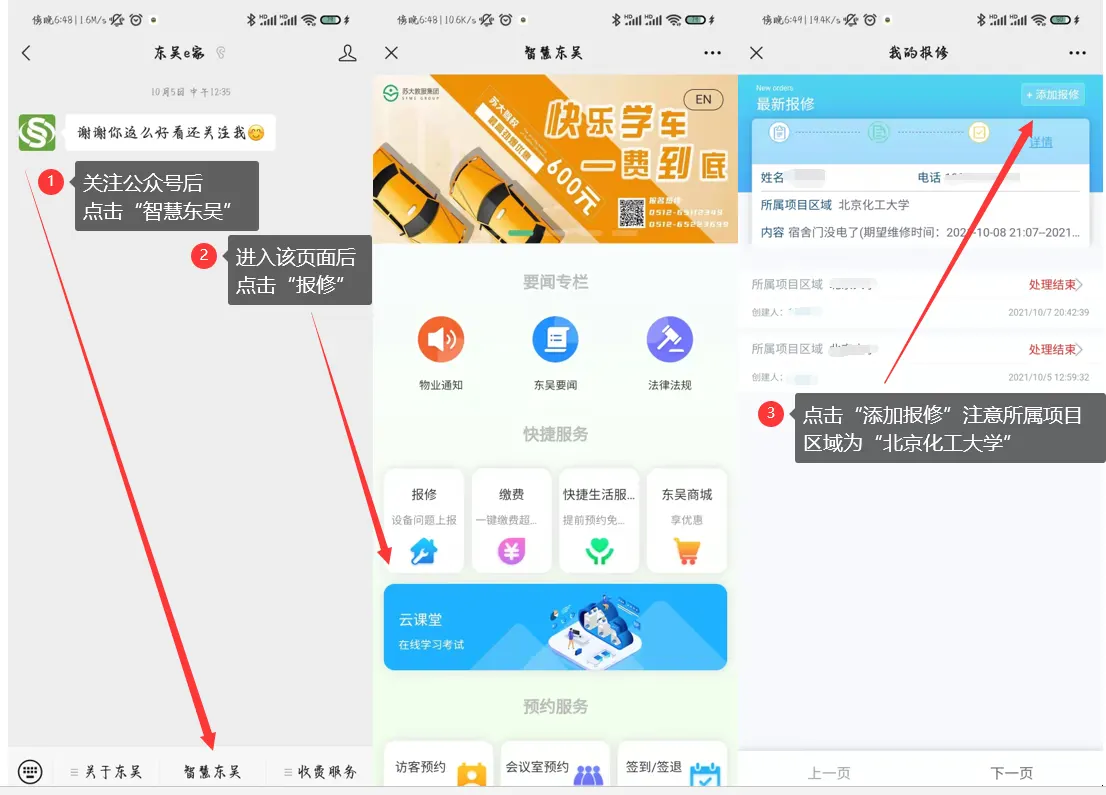 傍晚6:48 | 1.6K/s
东吴e家
10月5日 中午12:35
谢谢你这么好看还关注我😊
1
关注公众号后
点击“智慧东吴”
2
进入该页面后
点击“报修”
关于东吴
智慧东吴
收费服务
傍晚6:48 | 10.6K/s
智慧东吴
苏大教服集团
EN
苏大驾校
快乐学车
一费到底
600元
要闻专栏
物业通知
东吴要闻
法律法规
快捷服务
报修
缴费
快捷生活服...
东吴商城
设备问题上报
一键缴费超...
提前预约免...
享优惠
云课堂
在线学习考试
预约服务
访客预约
会议室预约
签到/签退
傍晚6:49 | 19.4K/s
我的报修
New orders
最新报修
+ 添加报修
详情
姓名
电话
所属项目区域 北京化工大学
内容 宿舍门没电了(期望维修时间：2021-10-08 21:07--2021...
所属项目区域
处理结束
创建人:
2021/10/7 20:42:39
所属项目区域
处理结束
创建人:
2021/10/5 12:59:32
3
点击“添加报修”注意所属项目
区域为“北京化工大学”
上一页
下一页